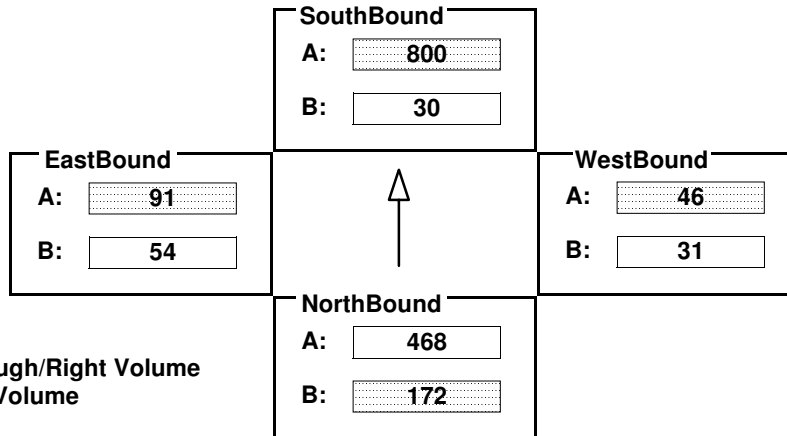 SouthBound
A: 800
B: 30
EastBound
A: 91
B: 54
WestBound
A: 46
B: 31
NorthBound
A: 468
B: 172
ugh/Right Volume
Volume